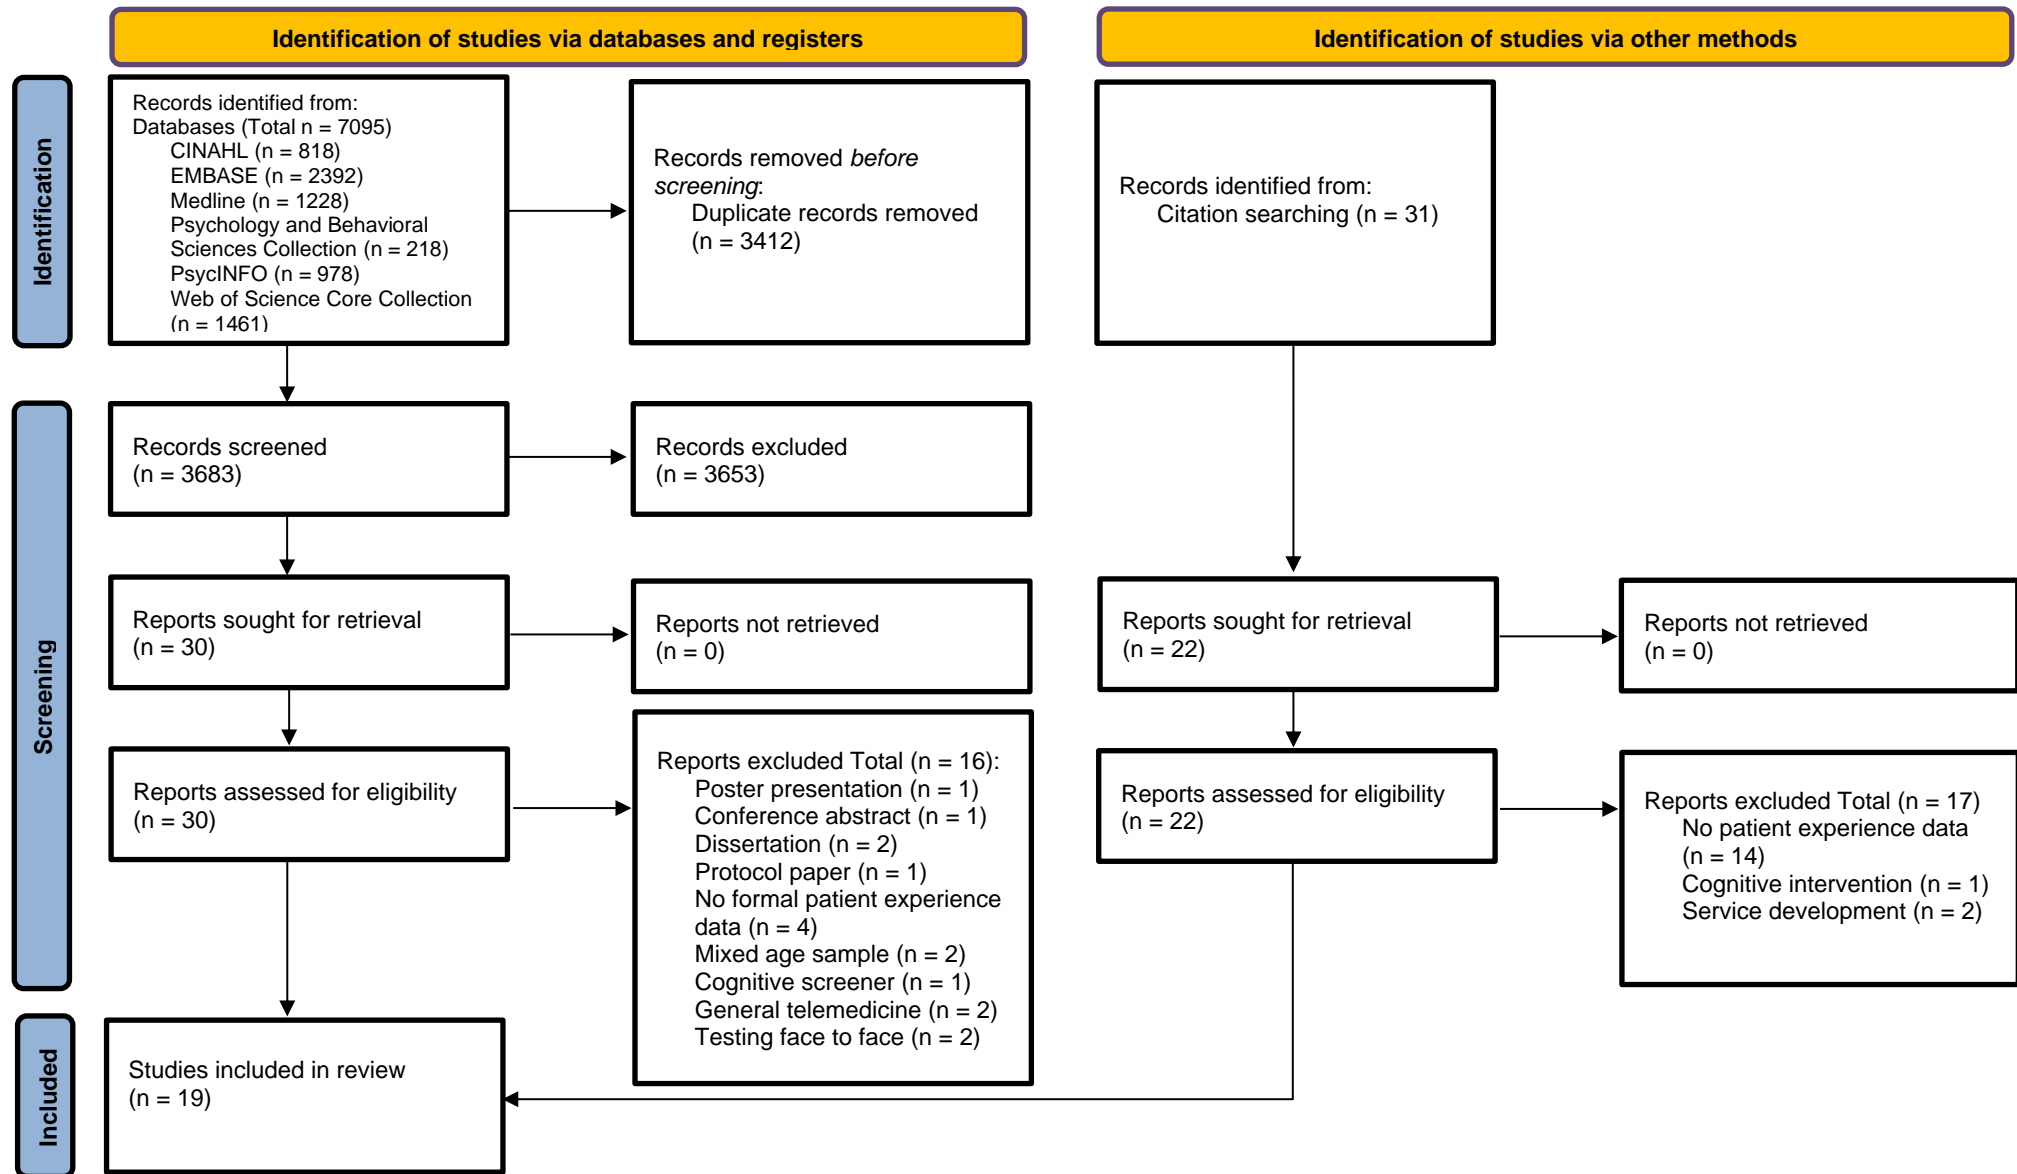 Identification of studies via databases and registers
Identification of studies via other methods
Identification
Records identified from:
Databases (Total n = 7095)
CINAHL (n = 818)
EMBASE (n = 2392)
Medline (n = 1228)
Psychology and Behavioral
Sciences Collection (n = 218)
PsycINFO (n = 978)
Web of Science Core Collection
(n = 1461)
Records removed before
screening:
Duplicate records removed
(n = 3412)
Records identified from:
Citation searching (n = 31)
Screening
Records screened
(n = 3683)
Records excluded
(n = 3653)
Reports sought for retrieval
(n = 30)
Reports not retrieved
(n = 0)
Reports sought for retrieval
(n = 22)
Reports not retrieved
(n = 0)
Reports assessed for eligibility
(n = 30)
Reports excluded Total (n = 16):
Poster presentation (n = 1)
Conference abstract (n = 1)
Dissertation (n = 2)
Protocol paper (n = 1)
No formal patient experience
data (n = 4)
Mixed age sample (n = 2)
Cognitive screener (n = 1)
General telemedicine (n = 2)
Testing face to face (n = 2)
Reports assessed for eligibility
(n = 22)
Reports excluded Total (n = 17)
No patient experience data
(n = 14)
Cognitive intervention (n = 1)
Service development (n = 2)
Included
Studies included in review
(n = 19)